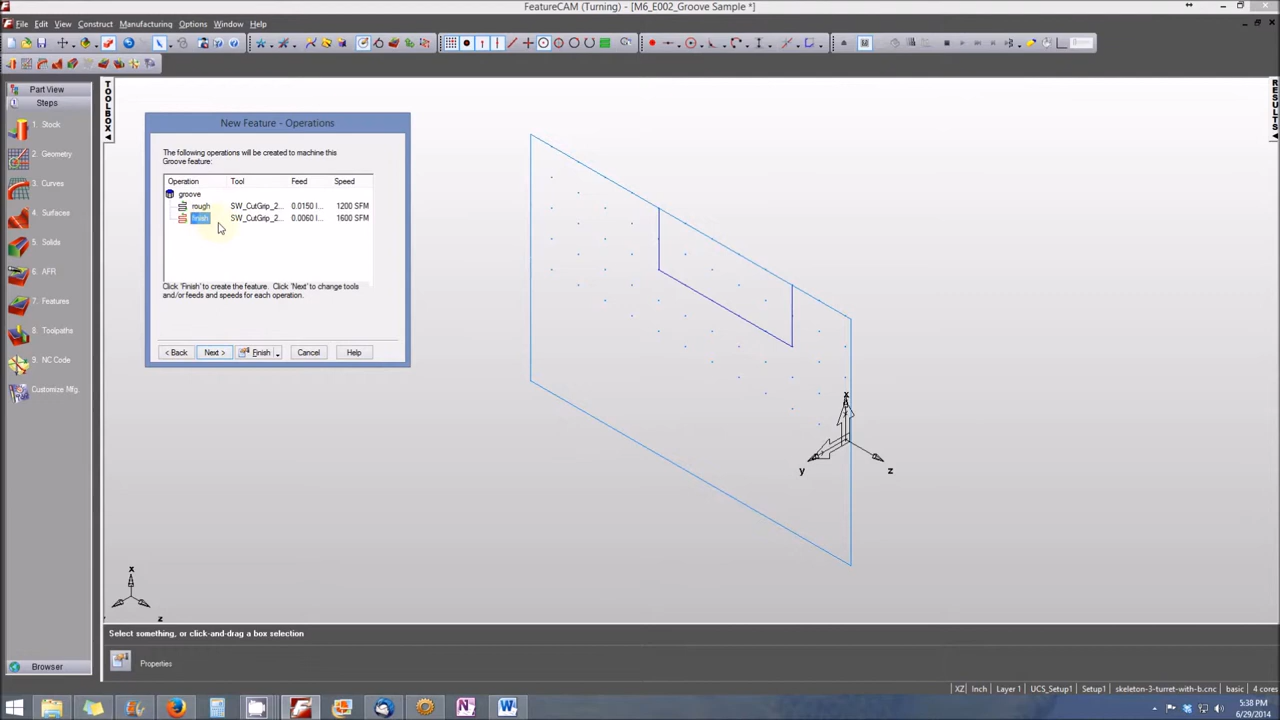 FeatureCAM (Turning) - [M6_E002_Groove Sample *]
File Edit View Construct Manufacturing Options Window Help
Part View
Steps
1. Stock
2. Geometry
3. Curves
4. Surfaces
5. Solids
6. AFR
7. Features
8. Toolpaths
9. NC Code
Customize Mfg.
Browser
TOOLBOX
RESULTS
New Feature - Operations
The following operations will be created to machine this
Groove feature:
Operation Tool Feed Speed
groove
rough SW_CutGrip_2... 0.0150 I... 1200 SFM
finish SW_CutGrip_2... 0.0060 I... 1600 SFM
Click 'Finish' to create the feature. Click 'Next' to change tools
and/or feeds and speeds for each operation.
< Back Next > Finish Cancel Help
x
y
z
x
z
Select something, or click-and-drag a box selection
Properties
XZ Inch Layer 1 UCS_Setup1 Setup1 skeleton-3-turret-with-b.cnc basic 4 cores
5:38 PM
6/29/2014